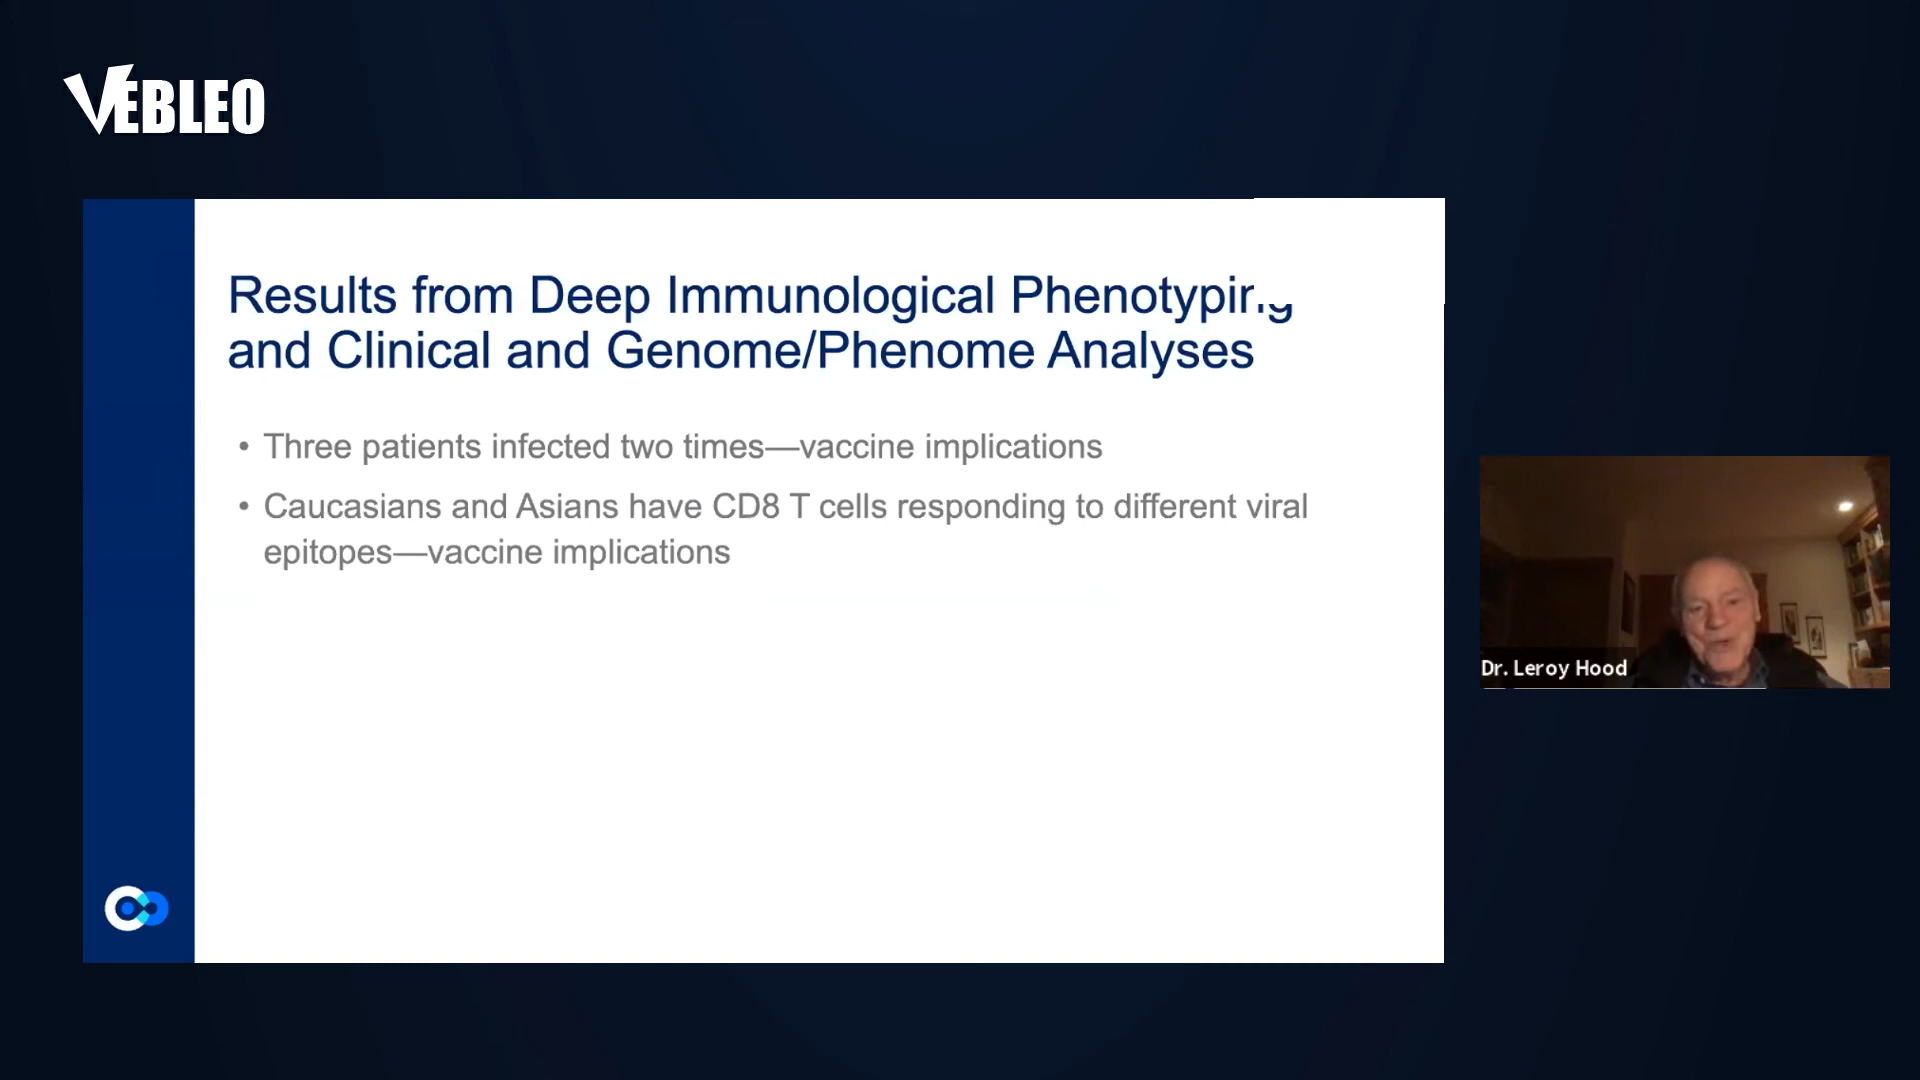 VEBLEO
Results from Deep Immunological Phenotyping
and Clinical and Genome/Phenome Analyses
• Three patients infected two times—vaccine implications
• Caucasians and Asians have CD8 T cells responding to different viral
epitopes—vaccine implications
Dr. Leroy Hood